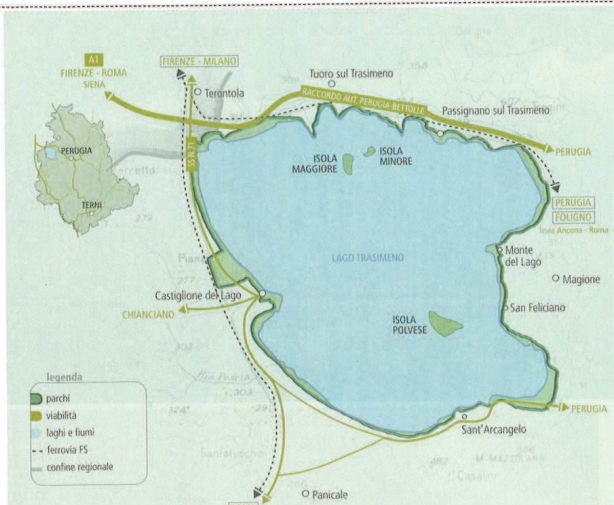 A1
FIRENZE - ROMA
SIENA
FIRENZE - MILANO
Terontola
Tuoro sul Trasimeno
RACCORDO AUT. PERUGIA BETTOLLE
Passignano sul Trasimeno
PERUGIA
PERUGIA
FOLIGNO
linea Ancona - Roma
PERUGIA
TERNI
SS N.71
ISOLA
MAGGIORE
ISOLA
MINORE
LAGO TRASIMENO
Monte
del Lago
Magione
San Feliciano
Castiglione del Lago
CHIANCIANO
ISOLA
POLVESE
PERUGIA
Sant'Arcangelo
Panicale
legenda
parchi
viabilità
laghi e fiumi
ferrovia FS
confine regionale